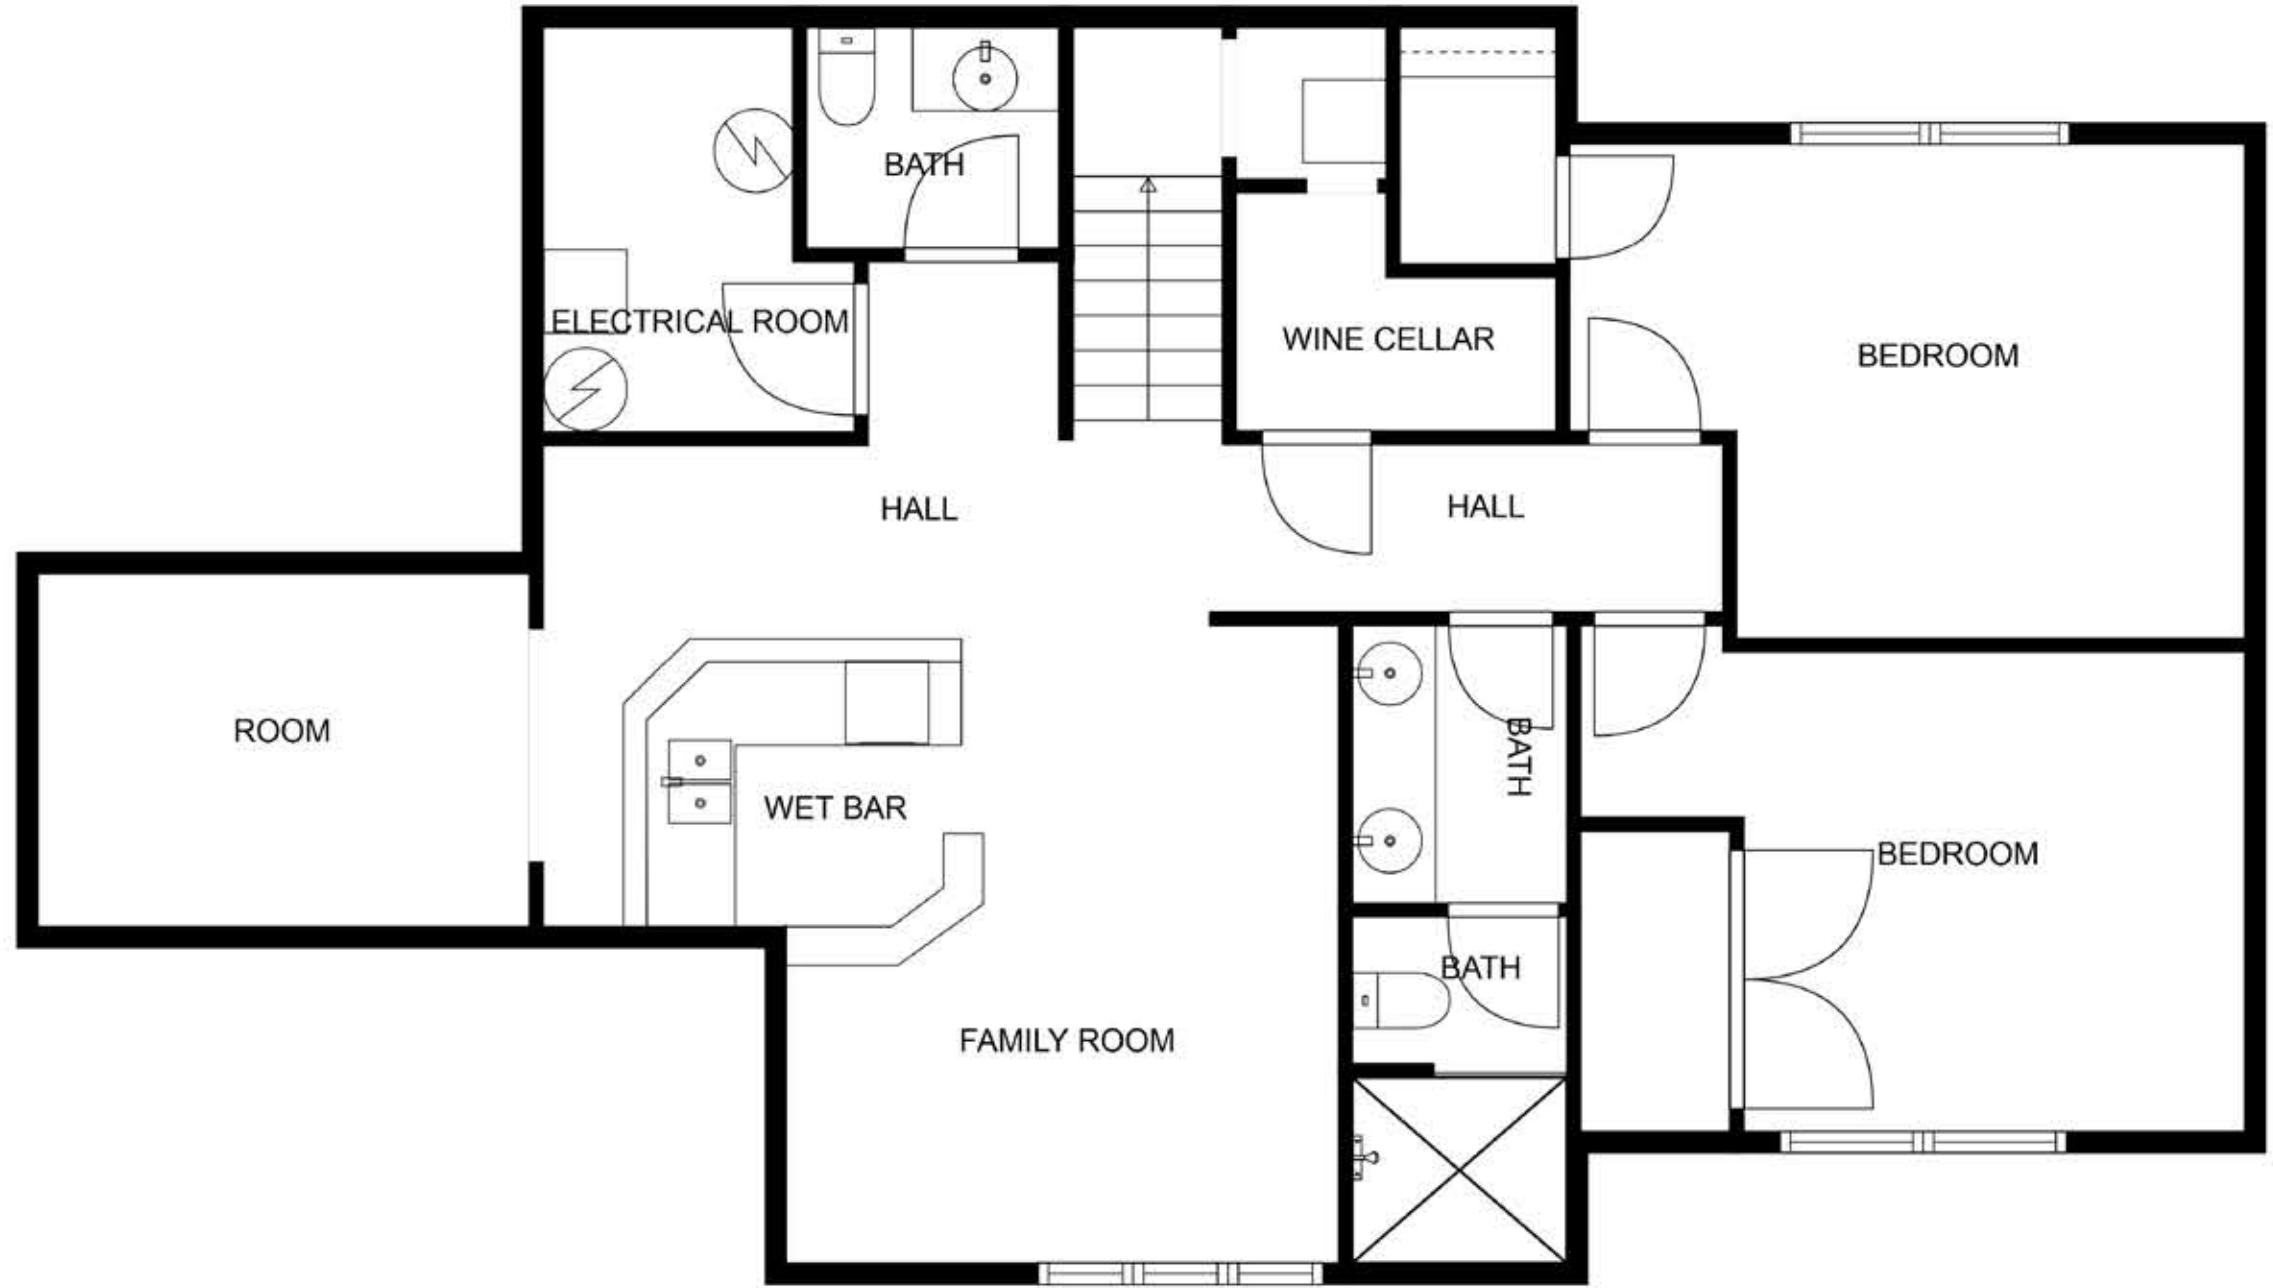 BATH
ELECTRICAL ROOM
WINE CELLAR
BEDROOM
HALL
HALL
ROOM
WET BAR
BATH
BEDROOM
BATH
FAMILY ROOM